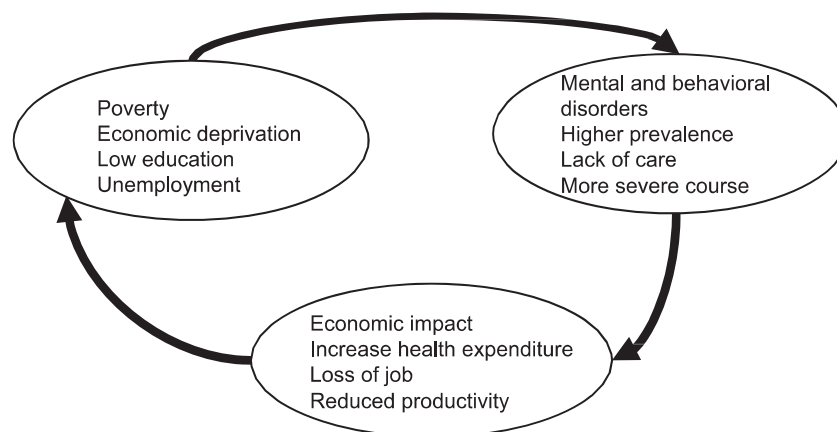 Poverty
Economic deprivation
Low education
Unemployment
Mental and behavioral
disorders
Higher prevalence
Lack of care
More severe course
Economic impact
Increase health expenditure
Loss of job
Reduced productivity